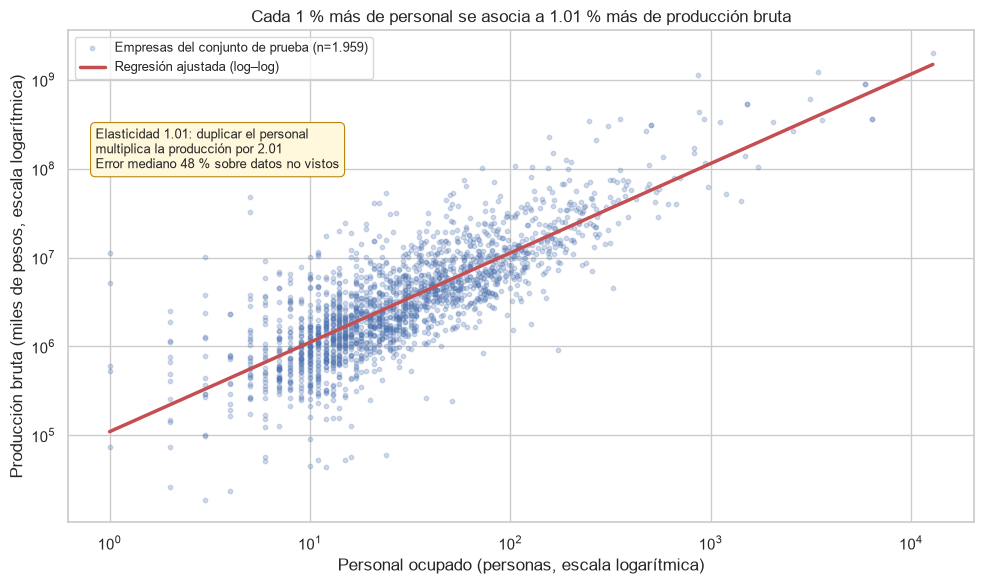 Cada 1 % más de personal se asocia a 1.01 % más de producción bruta
Empresas del conjunto de prueba (n=1.959)
Regresión ajustada (log–log)
Elasticidad 1.01: duplicar el personal
multiplica la producción por 2.01
Error mediano 48 % sobre datos no vistos
Producción bruta (miles de pesos, escala logarítmica)
10⁹
10⁸
10⁷
10⁶
10⁵
10⁰ 10¹ 10² 10³ 10⁴
Personal ocupado (personas, escala logarítmica)